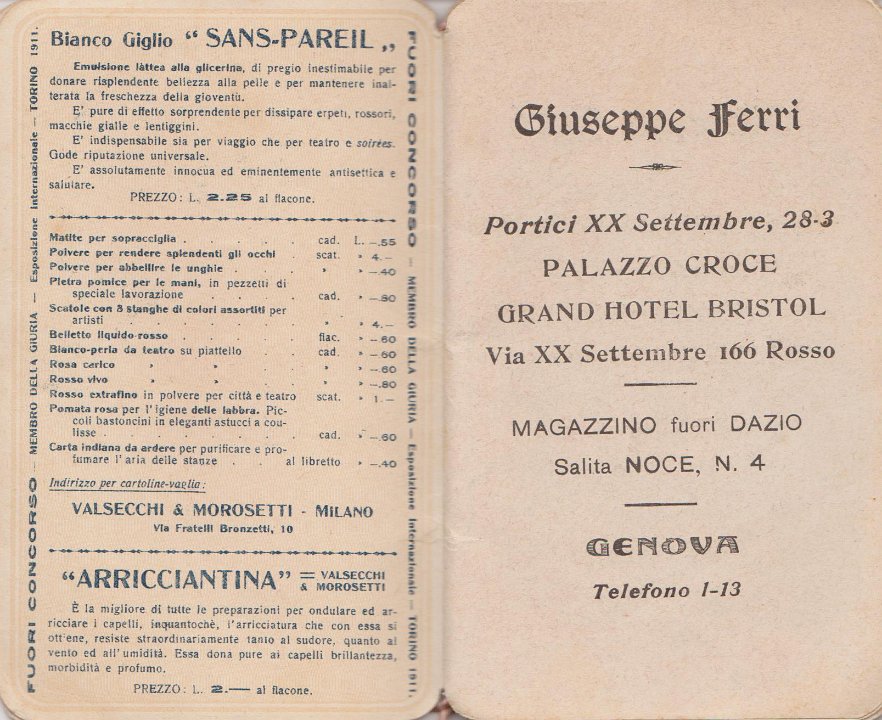 FUORI CONCORSO — MEMBRO DELLA GIURIA — Esposizione Internazionale — TORINO 1911.
Bianco Giglio “ SANS-PAREIL „
Emulsione làttea alla glicerina, di pregio inestimabile per
donare risplendente bellezza alla pelle e per mantenere inal-
terata la freschezza della gioventù.
E' pure di effetto sorprendente per dissipare erpeti, rossori,
macchie gialle e lentiggini.
E' indispensabile sia per viaggio che per teatro e soirées.
Gode riputazione universale.
E' assolutamente innocua ed eminentemente antisettica e
salutare.
PREZZO: L. 2.25 al flacone.
Matite per sopracciglia . . . . . cad. L. —.55
Polvere per rendere splendenti gli occhi scat. » 4.—
Polvere per abbellire le unghie . . . » » —.40
Pietra pomice per le mani, in pezzetti di
speciale lavorazione . . . . cad. » —.80
Scatole con 8 stanghe di colori assortiti per
artisti . . . . . . . » » 4.—
Belletto liquido-rosso . . . . . flac. » —.60
Bianco-perla da teatro su piattello . . cad. » —.60
Rosa carico » » . . » » —.60
Rosso vivo » » . . » » —.80
Rosso extrafino in polvere per città e teatro scat. » 1.—
Pomata rosa per l'igiene delle labbra. Pic-
coli bastoncini in eleganti astucci a cou-
lisse . . . . . . . cad. » —.60
Carta indiana da ardere per purificare e pro-
fumare l'aria delle stanze . . al libretto » —.40
Indirizzo per cartoline-vaglia:
VALSECCHI & MOROSETTI - MILANO
Via Fratelli Bronzetti, 10
“ARRICCIANTINA” = VALSECCHI
& MOROSETTI
È la migliore di tutte le preparazioni per ondulare ed ar-
ricciare i capelli, inquantochè, l'arricciatura che con essa si
ottiene, resiste straordinariamente tanto al sudore, quanto al
vento ed all'umidità. Essa dona pure ai capelli brillantezza,
morbidità e profumo.
PREZZO: L. 2.— al flacone.
FUORI CONCORSO — MEMBRO DELLA GIURIA — Esposizione Internazionale — TORINO 1911.
Giuseppe Ferri
Portici XX Settembre, 28-3
PALAZZO CROCE
GRAND HOTEL BRISTOL
Via XX Settembre 166 Rosso
MAGAZZINO fuori DAZIO
Salita NOCE, N. 4
GENOVA
Telefono 1-13